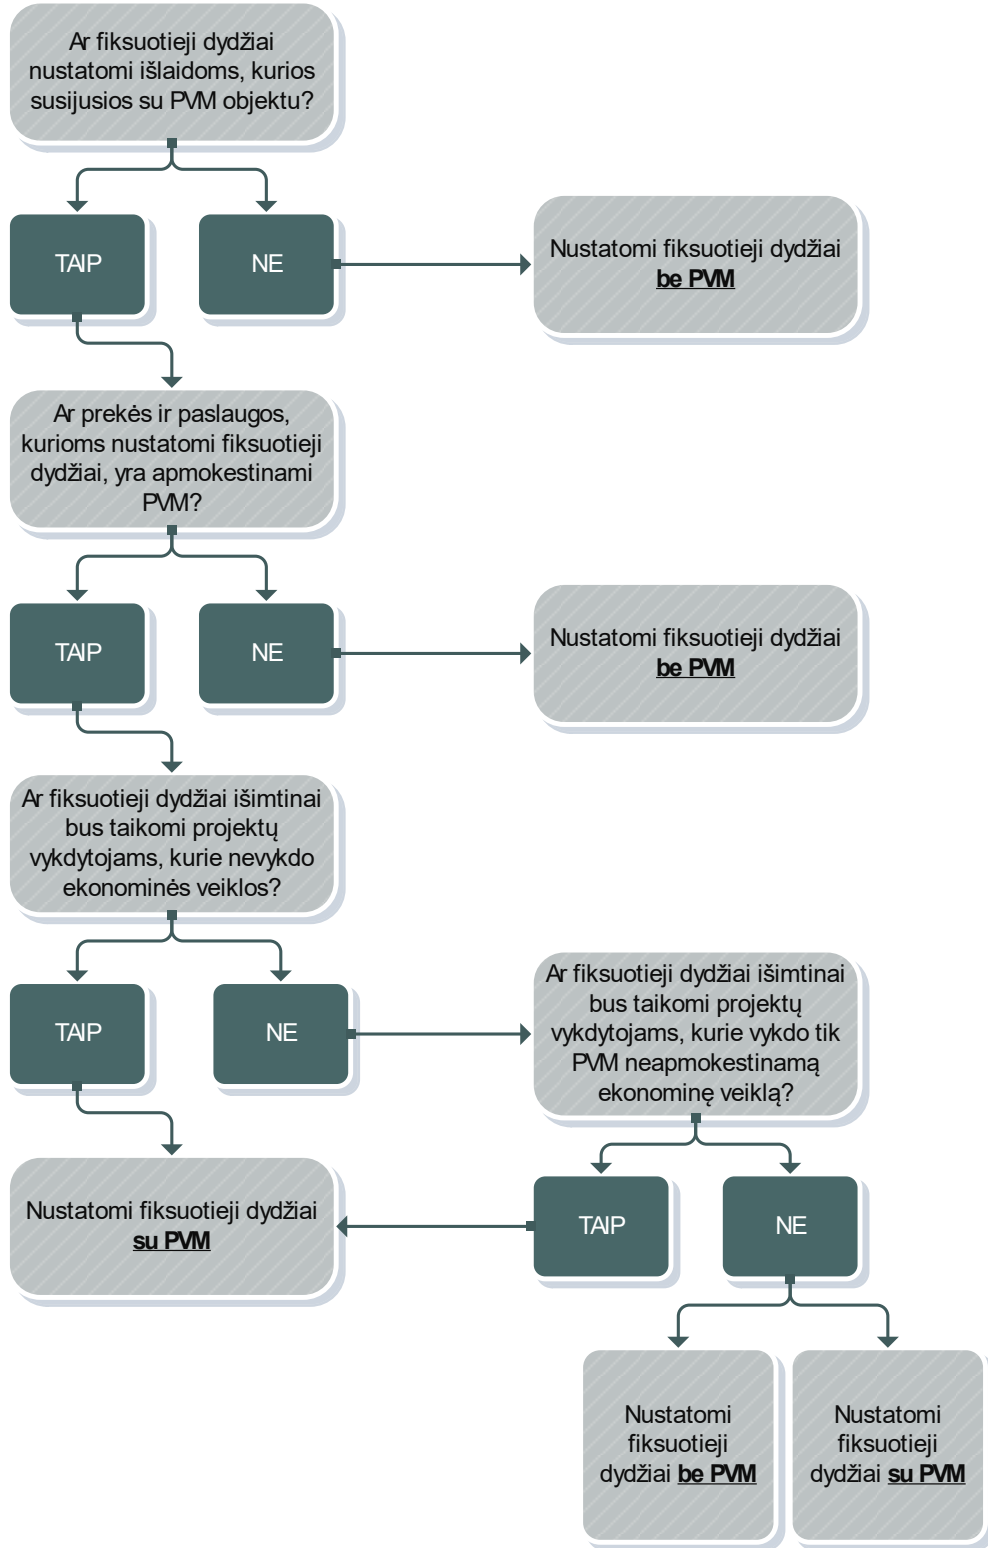 Ar fiksuotieji dydžiai
nustatomi išlaidoms, kurios
susijusios su PVM objektu?
TAIP
NE
Nustatomi fiksuotieji dydžiai
be PVM
Ar prekės ir paslaugos,
kurioms nustatomi fiksuotieji
dydžiai, yra apmokestinami
PVM?
TAIP
NE
Nustatomi fiksuotieji dydžiai
be PVM
Ar fiksuotieji dydžiai išimtinai
bus taikomi projektų
vykdytojams, kurie nevykdo
ekonominės veiklos?
TAIP
NE
Ar fiksuotieji dydžiai išimtinai
bus taikomi projektų
vykdytojams, kurie vykdo tik
PVM neapmokestinamą
ekonominę veiklą?
Nustatomi fiksuotieji dydžiai
su PVM
TAIP
NE
Nustatomi
fiksuotieji
dydžiai be PVM
Nustatomi
fiksuotieji
dydžiai su PVM